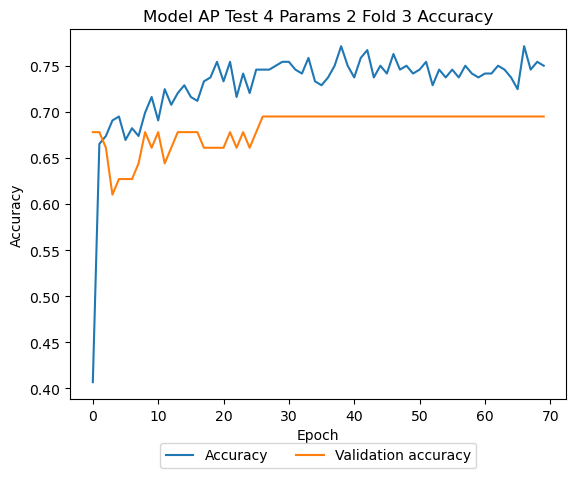 Model AP Test 4 Params 2 Fold 3 Accuracy
Accuracy
0.75
0.70
0.65
0.60
0.55
0.50
0.45
0.40
0 10 20 30 40 50 60 70
Epoch
Accuracy Validation accuracy